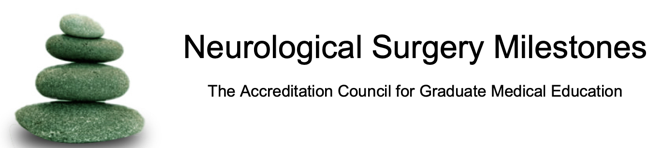 Neurological Surgery Milestones
The Accreditation Council for Graduate Medical Education